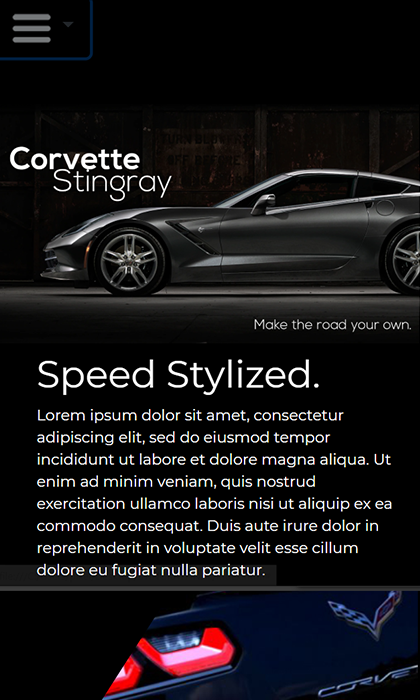 Corvette
Stingray
Make the road your own.
Speed Stylized.
Lorem ipsum dolor sit amet, consectetur
adipiscing elit, sed do eiusmod tempor
incididunt ut labore et dolore magna aliqua. Ut
enim ad minim veniam, quis nostrud
exercitation ullamco laboris nisi ut aliquip ex ea
commodo consequat. Duis aute irure dolor in
reprehenderit in voluptate velit esse cillum
dolore eu fugiat nulla pariatur.